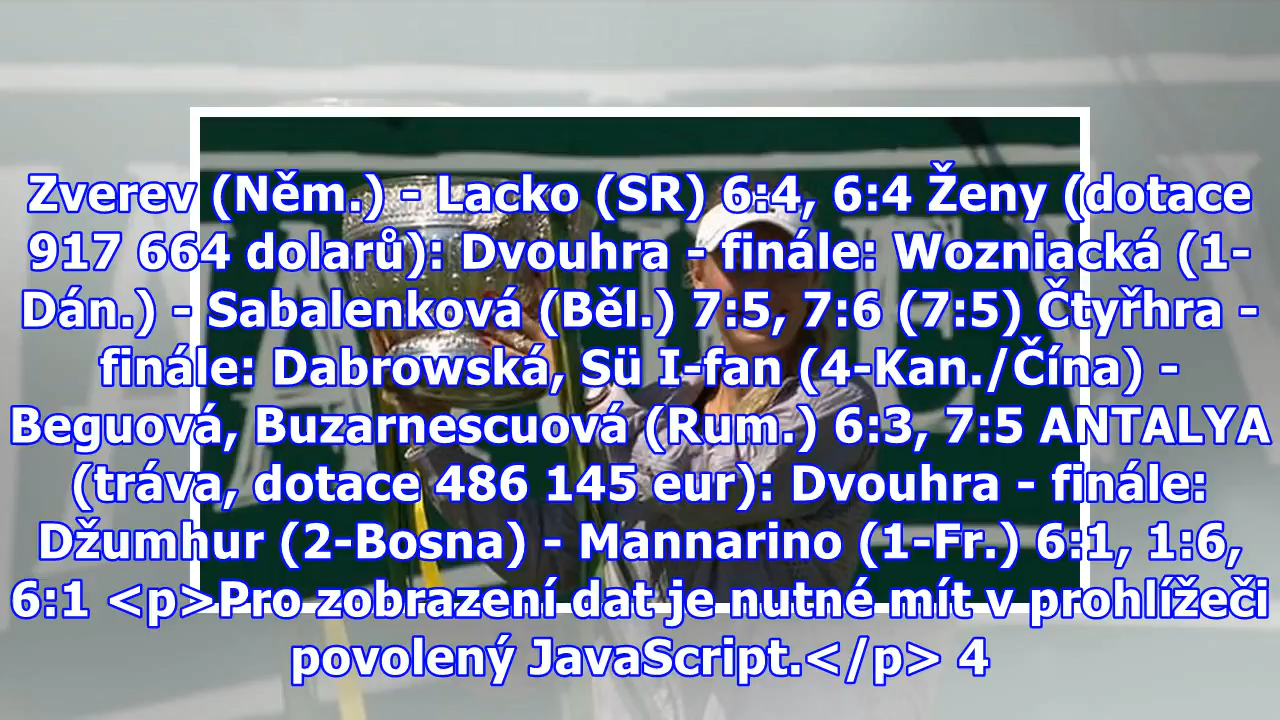 Zverev (Něm.) - Lacko (SR) 6:4, 6:4 Ženy (dotace
917 664 dolarů): Dvouhra - finále: Wozniacká (1-
Dán.) - Sabalenková (Běl.) 7:5, 7:6 (7:5) Čtyřhra -
finále: Dabrowská, Sü I-fan (4-Kan./Čína) -
Beguová, Buzarnescuová (Rum.) 6:3, 7:5 ANTALYA
(tráva, dotace 486 145 eur): Dvouhra - finále:
Džumhur (2-Bosna) - Mannarino (1-Fr.) 6:1, 1:6,
6:1 <p>Pro zobrazení dat je nutné mít v prohlížeči
povolený JavaScript.</p> 4